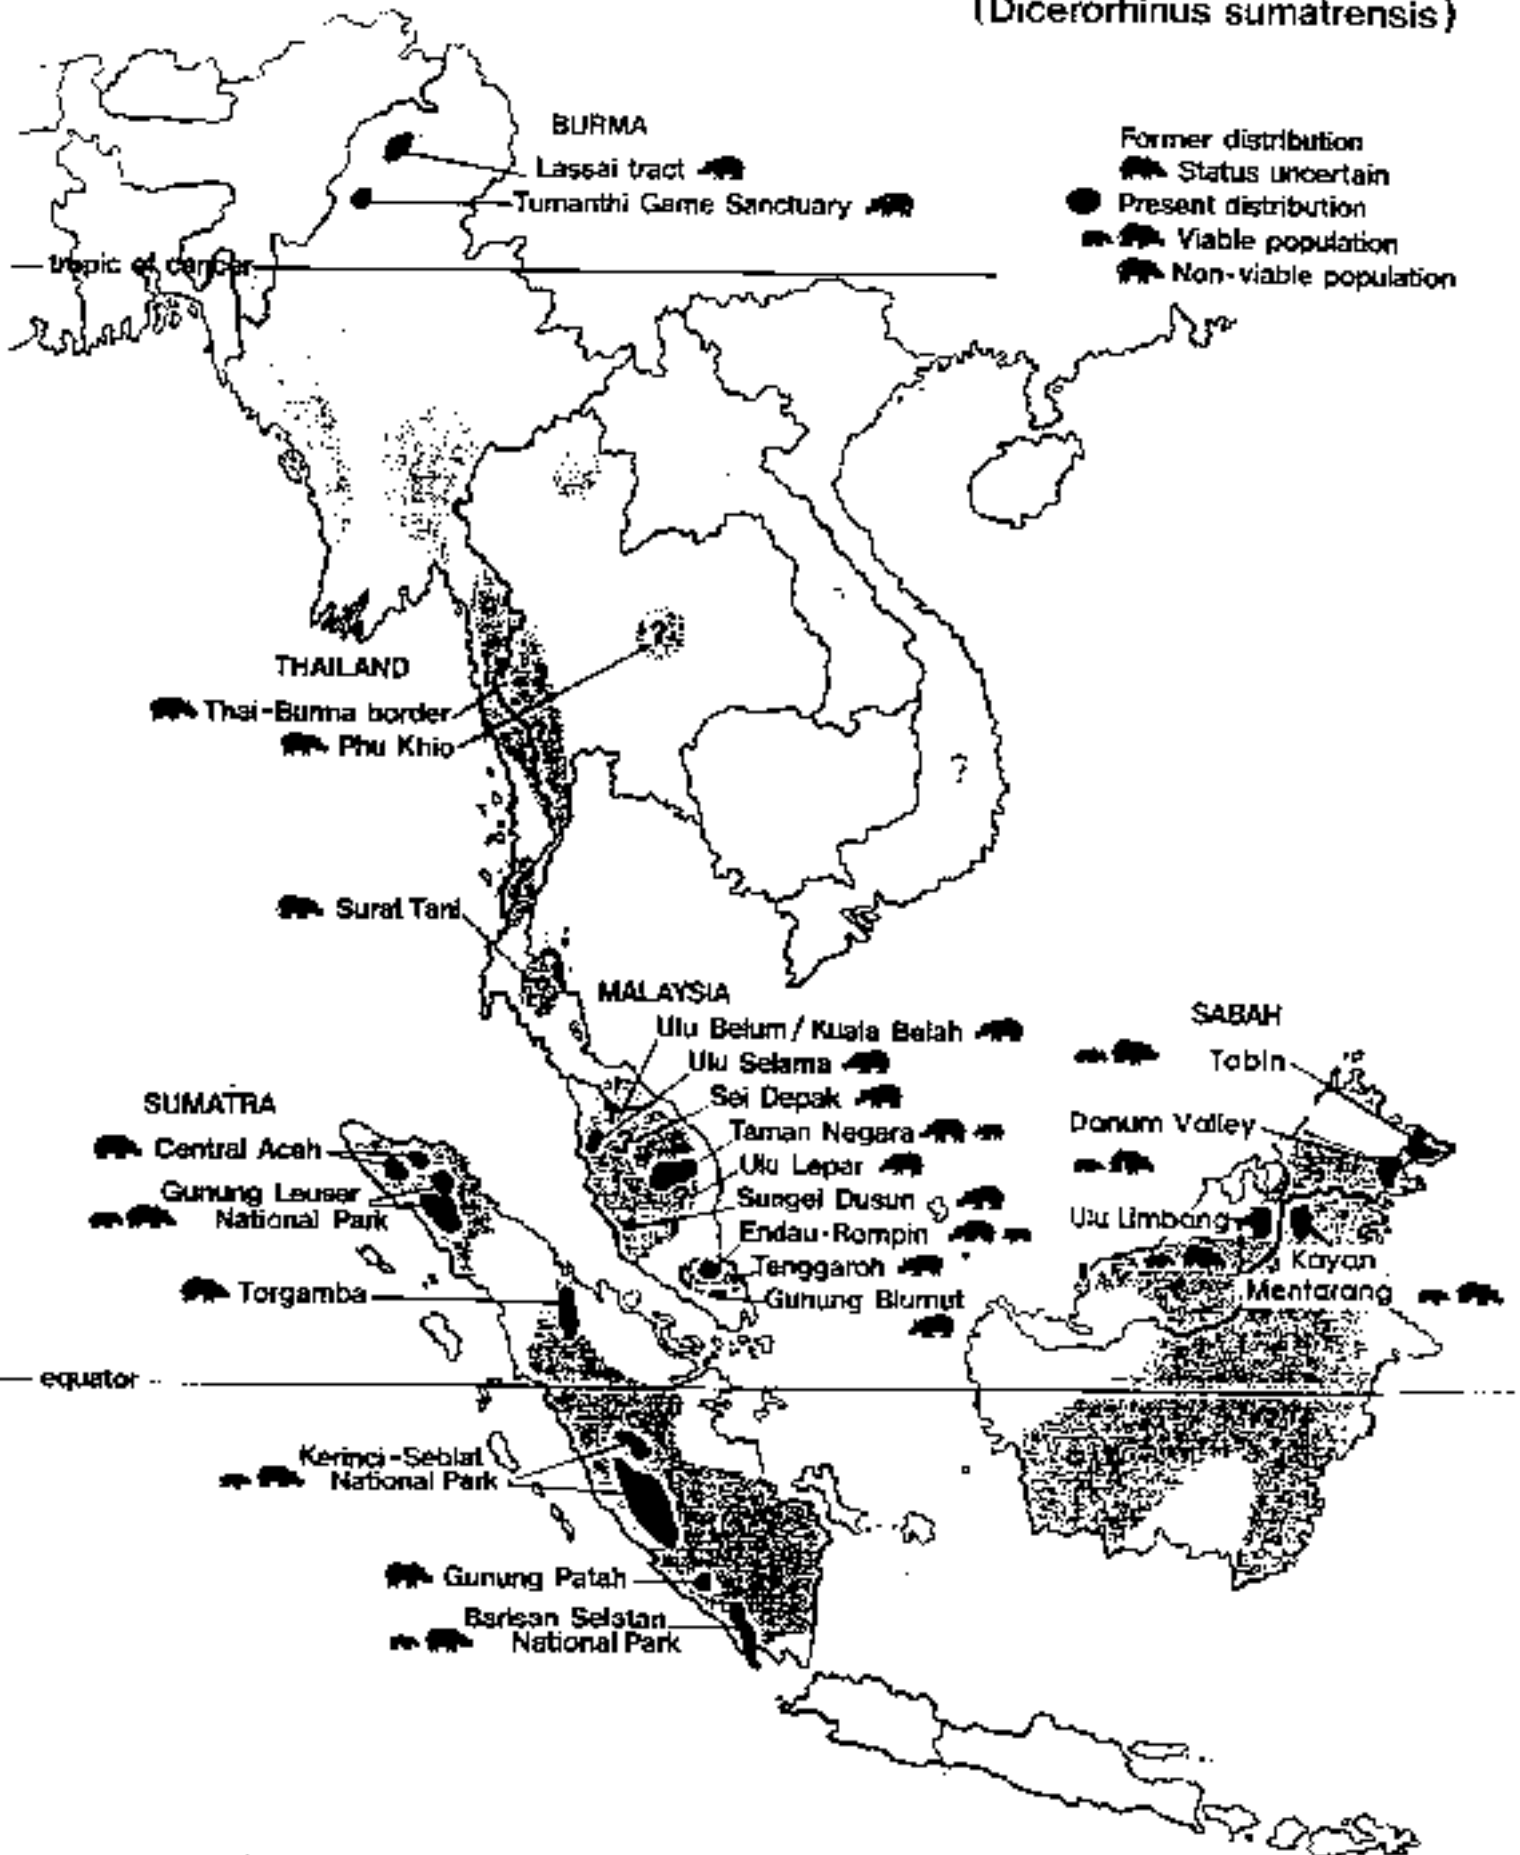 (Dicerorhinus sumatrensis)
BURMA
Lassai tract
Tumanthi Game Sanctuary
Former distribution
Status uncertain
Present distribution
Viable population
Non-viable population
tropic of cancer
?
THAILAND
Thai-Burma border
Phu Khio
?
Surat Tani
MALAYSIA
Ulu Belum / Kuala Balah
Ulu Selama
Sei Depak
Taman Negara
Ulu Lepar
Sungei Dusun
Endau-Rompin
Tenggaroh
Gunung Blumut
SABAH
Tabin
Danum Valley
Ulu Limbang
Kayan
Mentarang
SUMATRA
Central Aceh
Gunung Leuser
National Park
Torgamba
equator
Kerinci-Seblat
National Park
Gunung Patah
Barisan Selatan
National Park